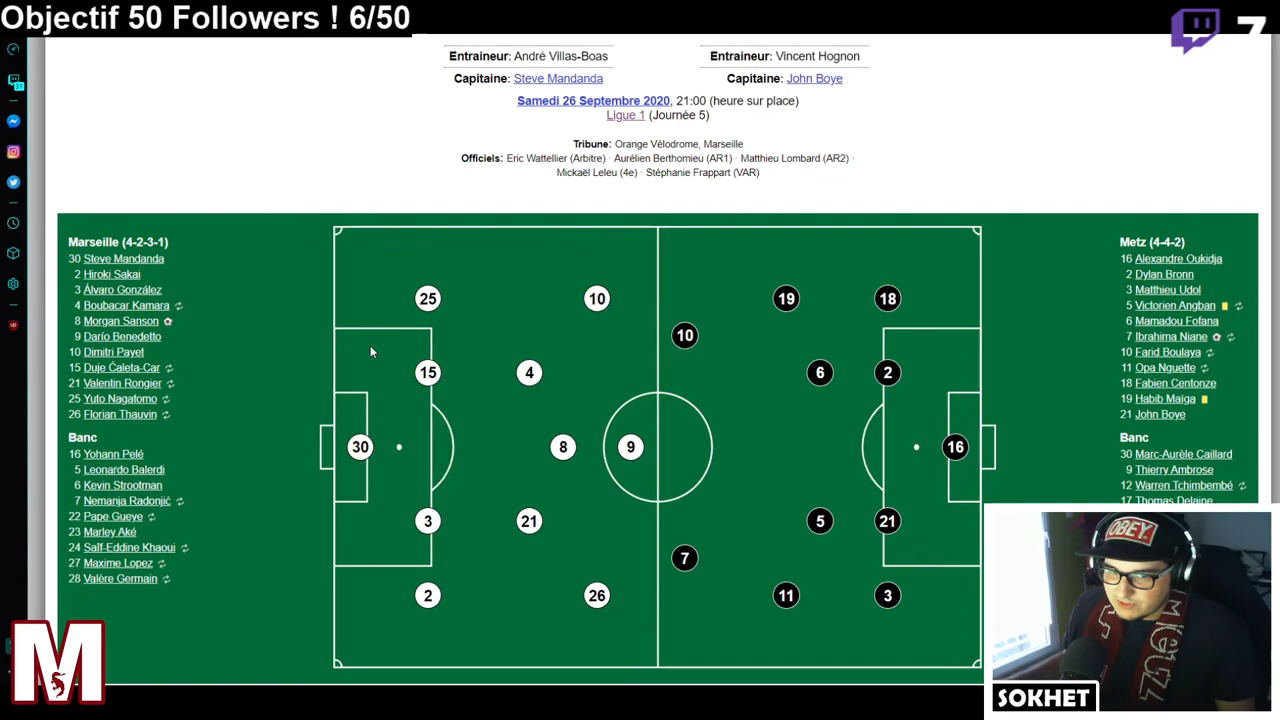 Objectif 50 Followers ! 6/50
7
Entraineur: André Villas-Boas
Entraineur: Vincent Hognon
Capitaine: Steve Mandanda
Capitaine: John Boye
Samedi 26 Septembre 2020, 21:00 (heure sur place)
Ligue 1 (Journée 5)
Tribune: Orange Vélodrome, Marseille
Officiels: Eric Wattellier (Arbitre) · Aurélien Berthomieu (AR1) · Matthieu Lombard (AR2) ·
Mickaël Leleu (4e) · Stéphanie Frappart (VAR)
Marseille (4-2-3-1)
30 Steve Mandanda
2 Hiroki Sakai
3 Álvaro González
4 Boubacar Kamara
8 Morgan Sanson
9 Darío Benedetto
10 Dimitri Payet
15 Duje Ćaleta-Car
21 Valentin Rongier
25 Yuto Nagatomo
26 Florian Thauvin
Banc
16 Yohann Pelé
5 Leonardo Balerdi
6 Kevin Strootman
7 Nemanja Radonjić
22 Pape Gueye
23 Marley Aké
24 Saîf-Eddine Khaoui
27 Maxime Lopez
28 Valère Germain
25
10
19
18
10
15
4
6
2
30
8
9
16
3
21
5
21
7
2
26
11
3
Metz (4-4-2)
16 Alexandre Oukidja
2 Dylan Bronn
3 Matthieu Udol
5 Victorien Angban
6 Mamadou Fofana
7 Ibrahima Niane
10 Farid Boulaya
11 Opa Nguette
18 Fabien Centonze
19 Habib Maïga
21 John Boye
Banc
30 Marc-Aurèle Caillard
9 Thierry Ambrose
12 Warren Tchimbembé
17 Thomas Delaine
OBEY
M
SOKHET